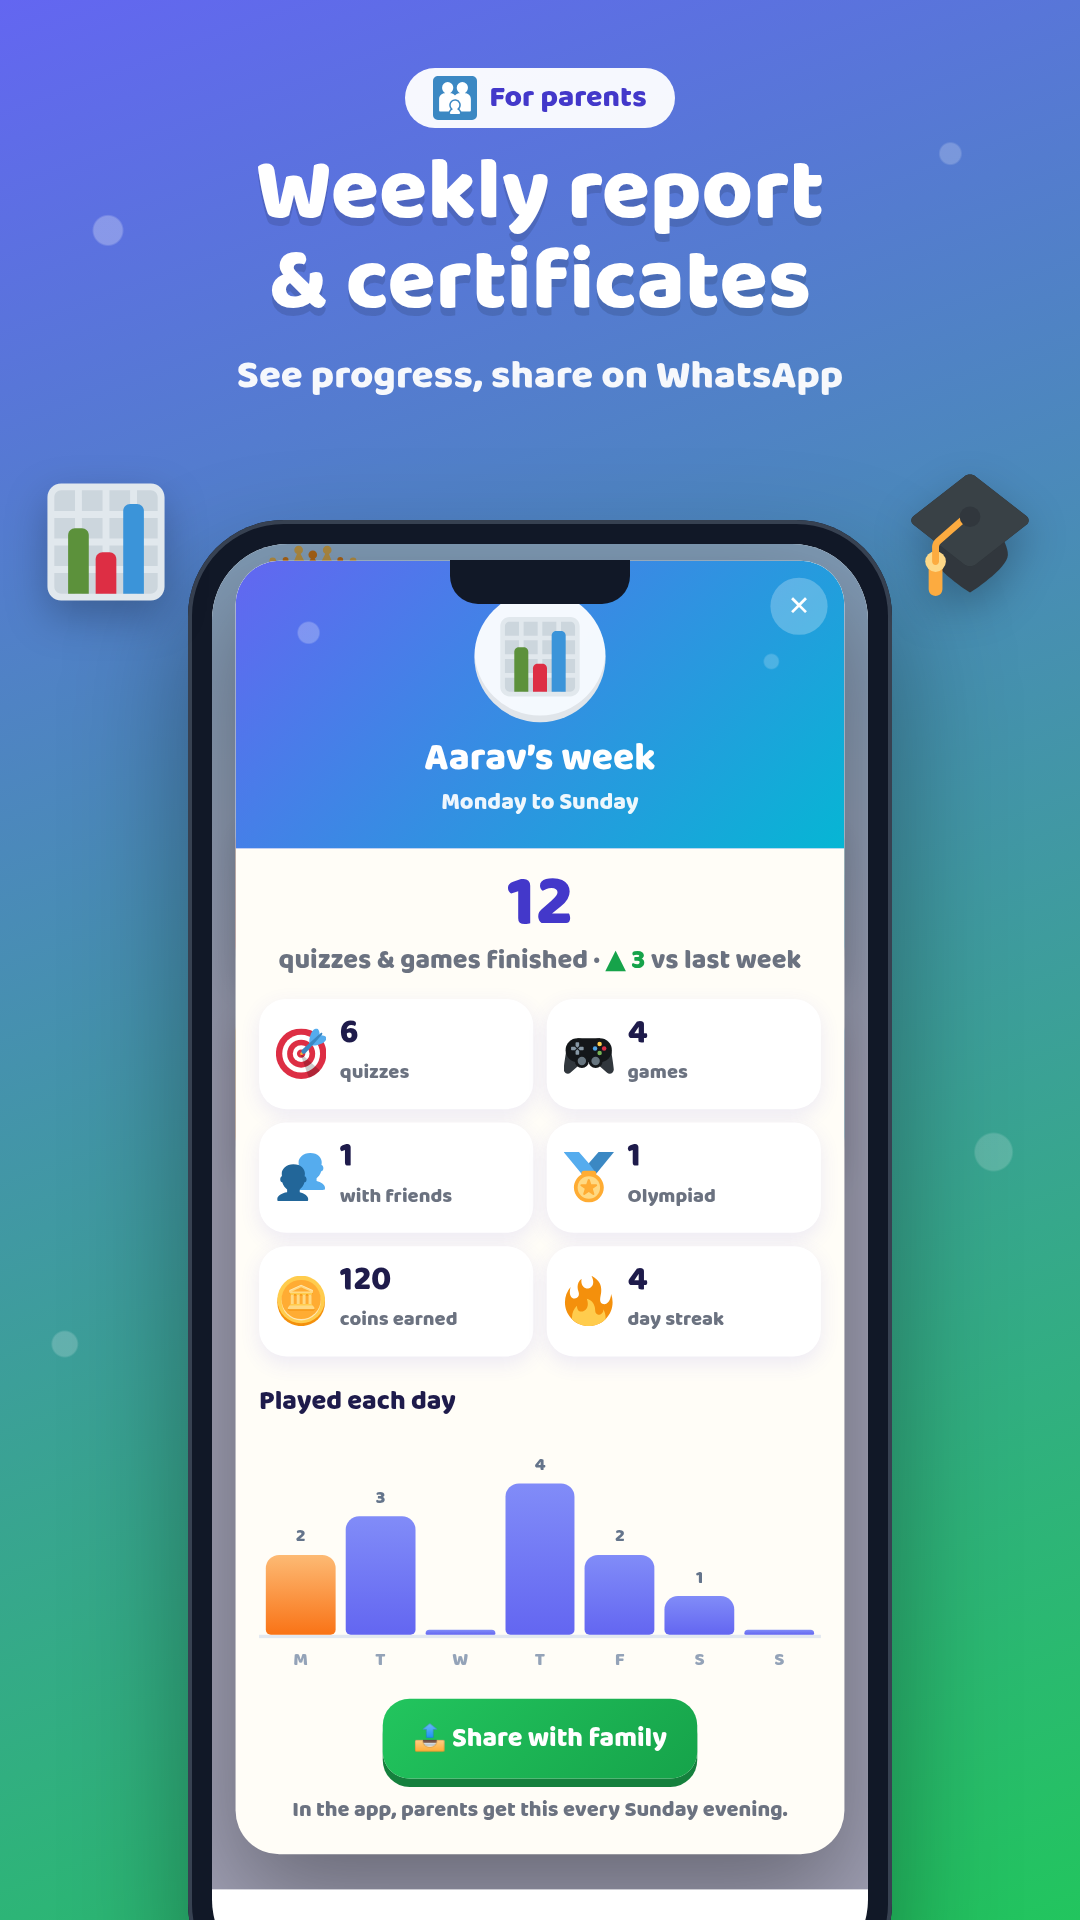 For parents
Weekly report
& certificates
See progress, share on WhatsApp
Aarav's week
Monday to Sunday
12
quizzes & games finished · ▲ 3 vs last week
6
quizzes
4
games
1
with friends
1
Olympiad
120
coins earned
4
day streak
Played each day
2 3 4 2 1
M T W T F S S
Share with family
In the app, parents get this every Sunday evening.